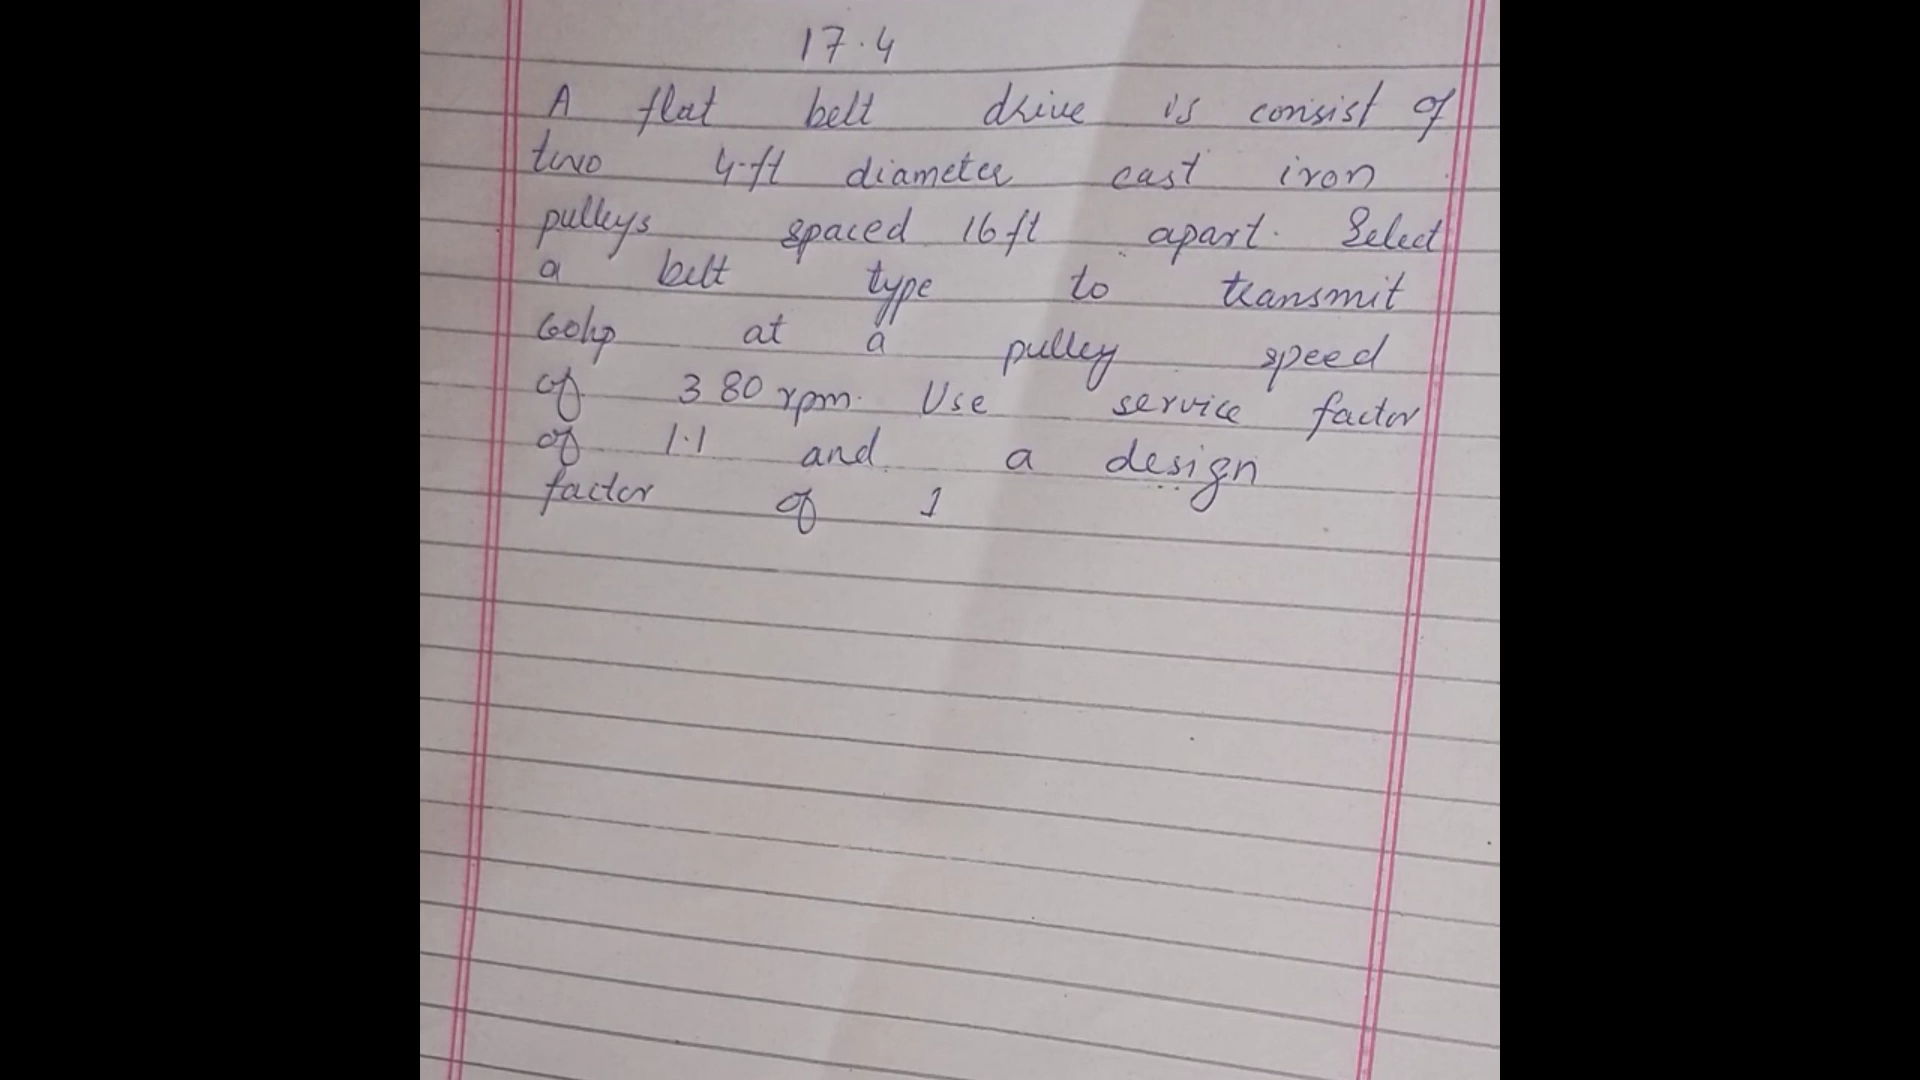 17.4
A flat belt drive is consist of
two 4-ft diameter cast iron
pulleys spaced 16 ft apart. Select
a belt type to transmit
60hp at a pulley speed
of 380 rpm. Use service factor
of 1.1 and a design
factor of 1